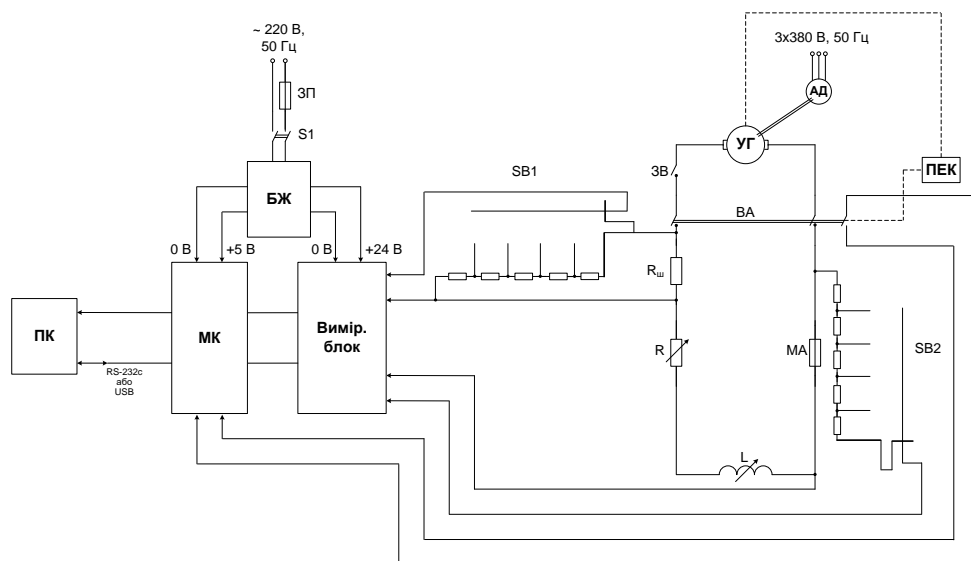 ~ 220 В,
50 Гц
3x380 В, 50 Гц
ЗП
АД
S1
УГ
SB1
ЗВ
ПЕК
БЖ
ВА
0 В
+5 В
0 В
+24 В
Rш
ПК
МК
Вимір.
блок
R
МА
SB2
RS-232c
або
USB
L